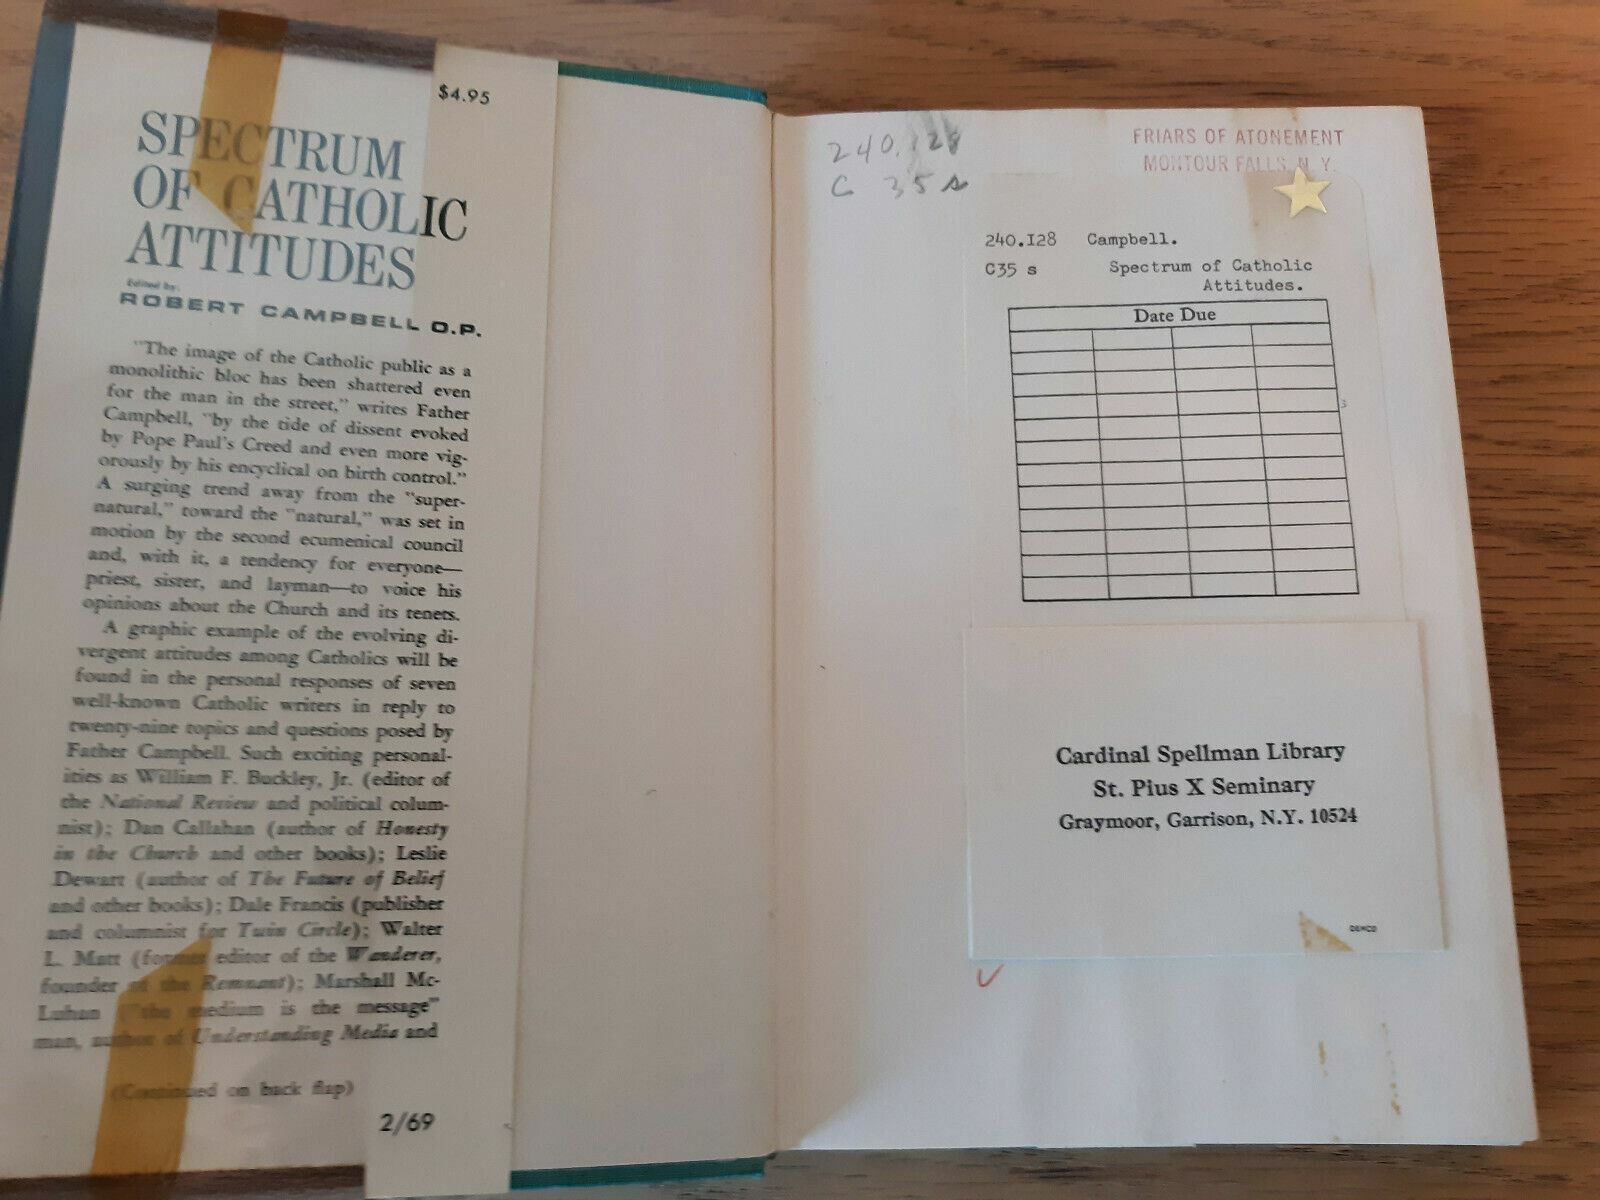 $4.95
SPECTRUM
OF CATHOLIC
ATTITUDES
Edited by:
ROBERT CAMPBELL O.P.
"The image of the Catholic public as a
monolithic bloc has been shattered even
for the man in the street," writes Father
Campbell, "by the tide of dissent evoked
by Pope Paul's Creed and even more vig-
orously by his encyclical on birth control."
A surging trend away from the "super-
natural," toward the "natural," was set in
motion by the second ecumenical council
and, with it, a tendency for everyone—
priest, sister, and layman—to voice his
opinions about the Church and its tenets.
A graphic example of the evolving di-
vergent attitudes among Catholics will be
found in the personal responses of seven
well-known Catholic writers in reply to
twenty-nine topics and questions posed by
Father Campbell. Such exciting personal-
ities as William F. Buckley, Jr. (editor of
the National Review and political colum-
nist); Dan Callahan (author of Honesty
in the Church and other books); Leslie
Dewart (author of The Future of Belief
and other books); Dale Francis (publisher
and columnist for Twin Circle); Walter
L. Matt (former editor of the Wanderer,
founder of the Remnant); Marshall Mc-
Luhan ("the medium is the message"
man, author of Understanding Media and
(Continued on back flap)
2/69
240.128
C 35 s
FRIARS OF ATONEMENT
MONTOUR FALLS, N. Y.
240.I28 Campbell.
C35 s Spectrum of Catholic
Attitudes.
Date Due
3
Cardinal Spellman Library
St. Pius X Seminary
Graymoor, Garrison, N.Y. 10524
DEMCO